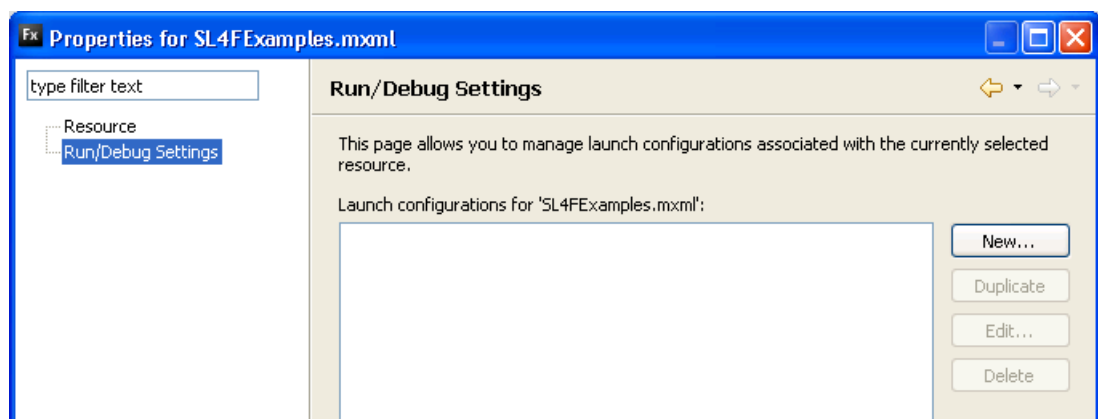 Fx Properties for SL4FExamples.mxml
type filter text
Resource
Run/Debug Settings
Run/Debug Settings
This page allows you to manage launch configurations associated with the currently selected
resource.
Launch configurations for 'SL4FExamples.mxml':
New...
Duplicate
Edit...
Delete